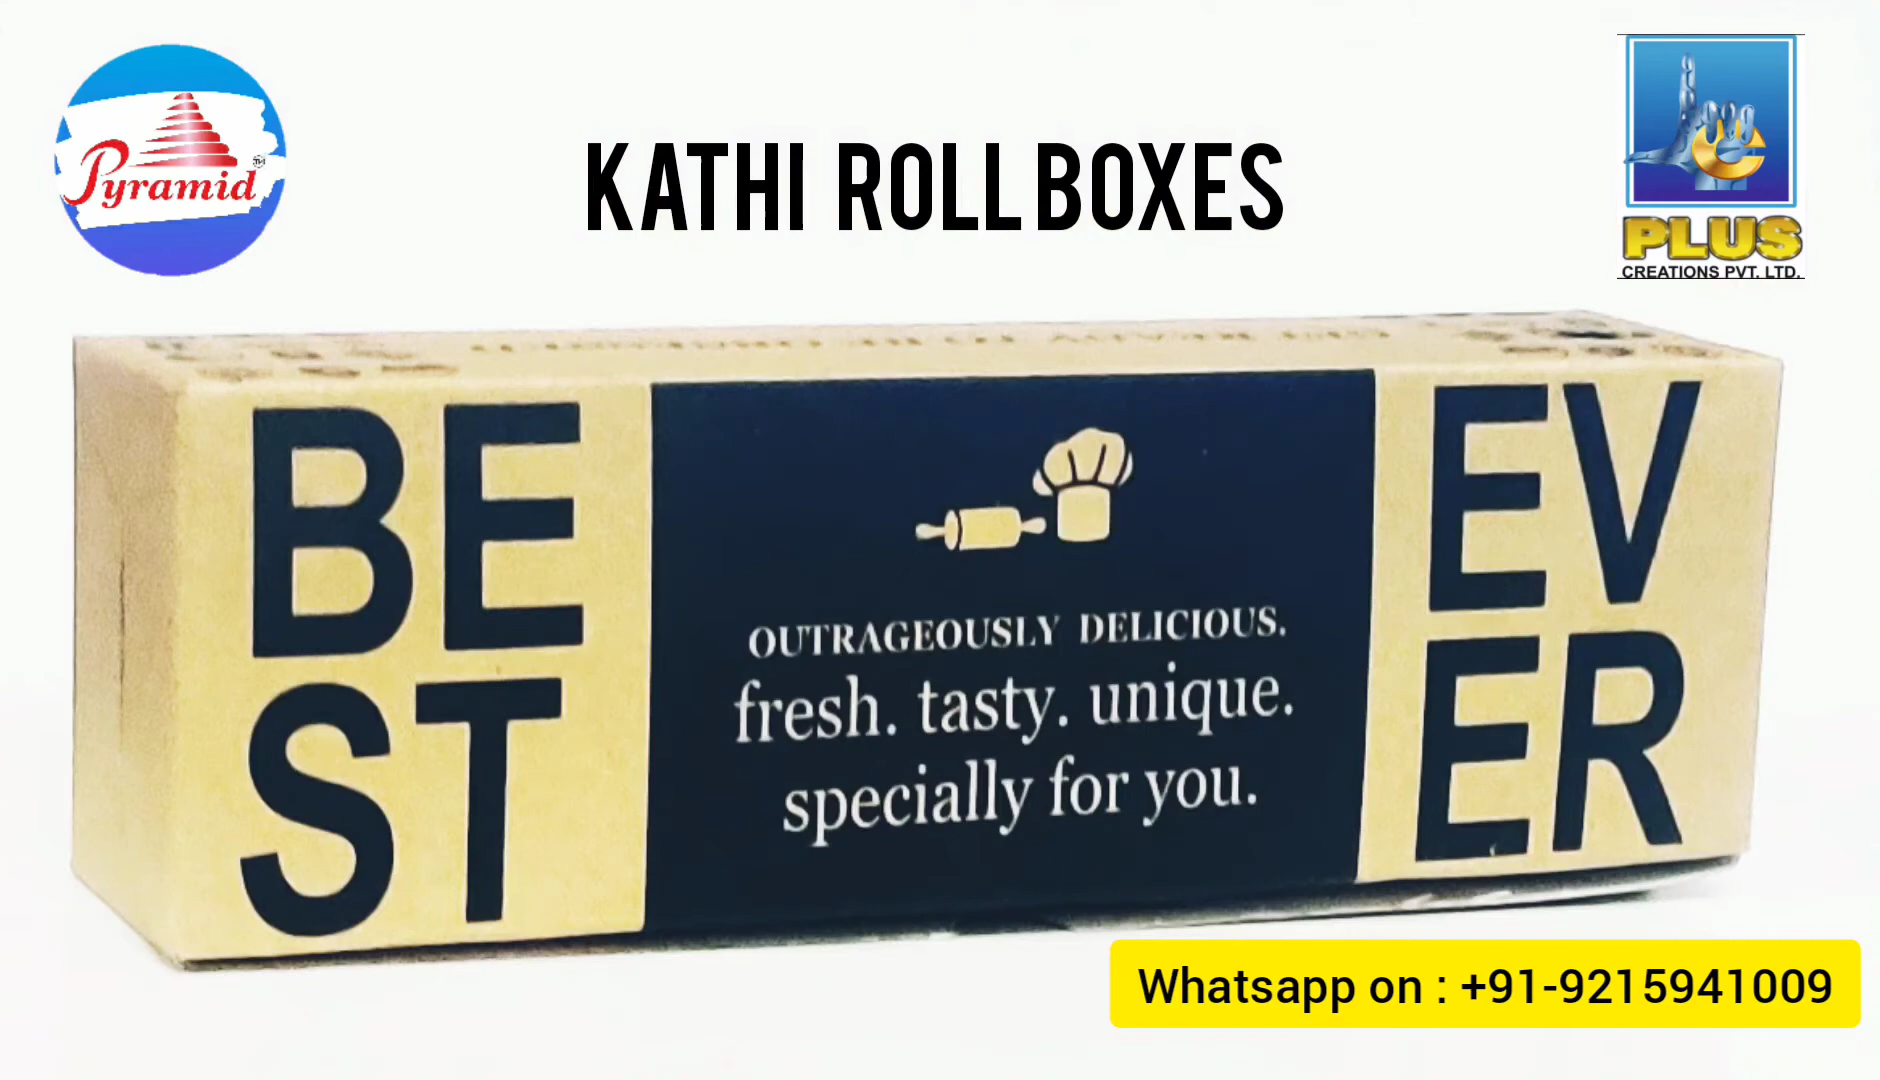 Pyramid
TM
KATHI ROLL BOXES
PLUS
CREATIONS PVT. LTD.
BE
ST
OUTRAGEOUSLY DELICIOUS.
fresh. tasty. unique.
specially for you.
EV
ER
Whatsapp on : +91-9215941009